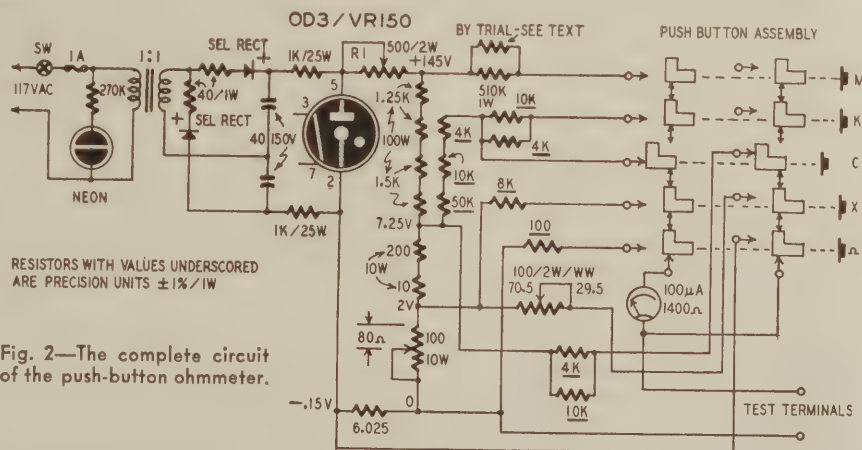 OD3/VR150
BY TRIAL-SEE TEXT
PUSH BUTTON ASSEMBLY
SW
1A
1:1
SEL RECT
+
1K/25W
R1
500/2W
+145V
117VAC
270K
40/1W
+
SEL RECT
5
3
7
2
1.25K
510K
1W
10K
M
40 150V
100W
4K
4K
K
10K
C
1.5K
50K
8K
X
NEON
1K/25W
7.25V
100
Ω
RESISTORS WITH VALUES UNDERSCORED
ARE PRECISION UNITS ±1%/1W
200
10W
10
2V
100/2W/WW
70.5
29.5
100μA
1400Ω
80Ω
100
10W
Fig. 2—The complete circuit
of the push-button ohmmeter.
4K
10K
-.15V
0
6.025
TEST TERMINALS